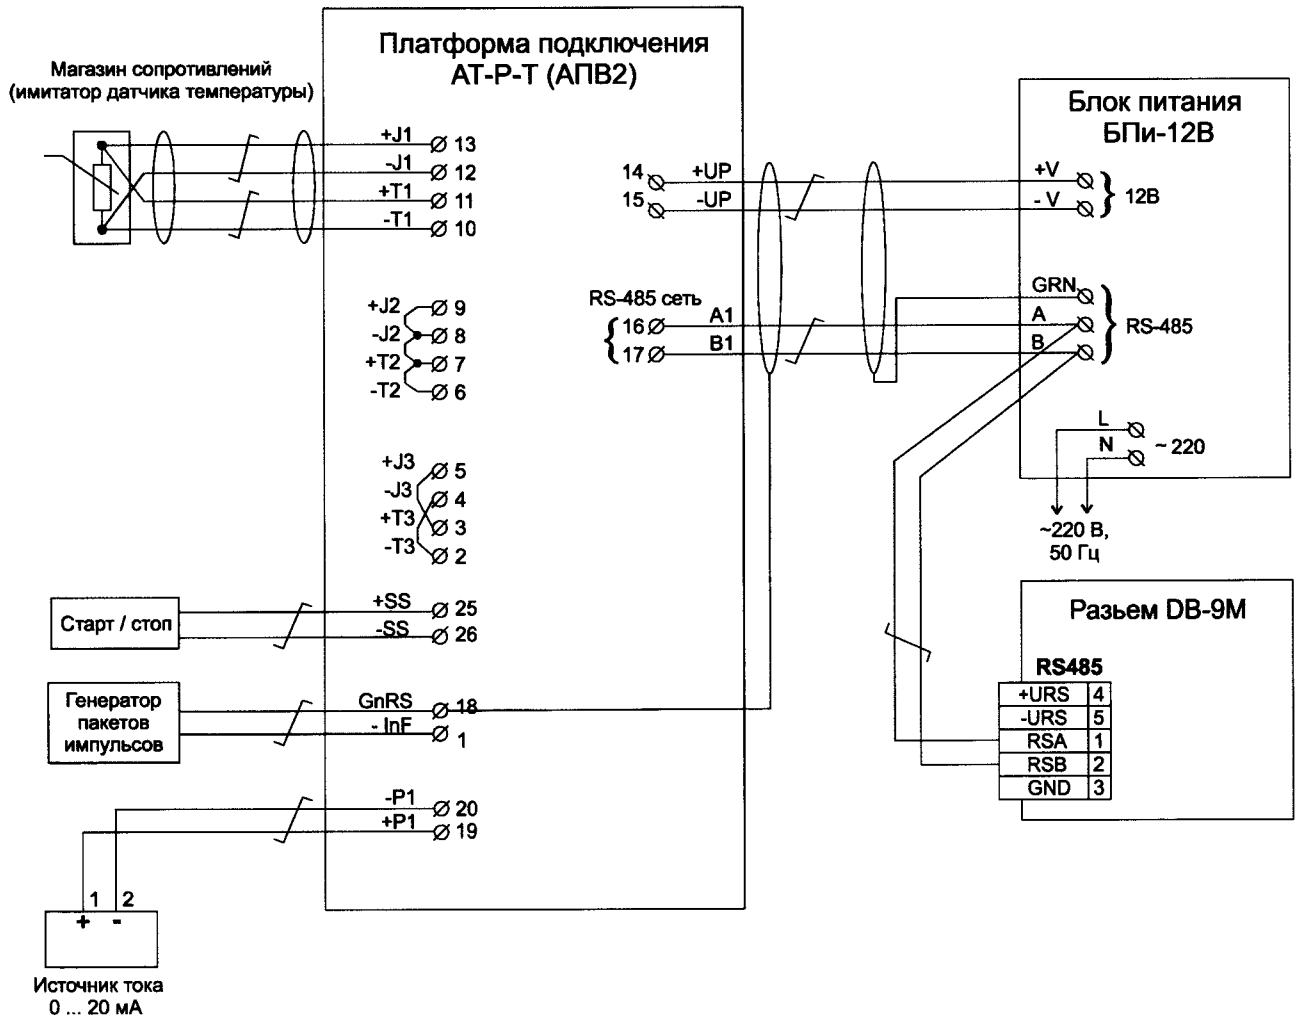 Платформа подключения
АТ-Р-Т (АПВ2)
Магазин сопротивлений
(имитатор датчика температуры)
+J1
13
-J1
12
+T1
11
-T1
10
+J2
9
-J2
8
+T2
7
-T2
6
+J3
5
-J3
4
+T3
3
-T3
2
Старт / стоп
+SS
25
-SS
26
Генератор
пакетов
импульсов
GnRS
18
- InF
1
-P1
20
+P1
19
1
2
+ -
Источник тока
0 ... 20 мА
14
+UP
15
-UP
RS-485 сеть
{
16
A1
17
B1
Блок питания
БПи-12В
+V
- V
} 12В
GRN
A
B
} RS-485
L
N
~ 220
~220 В,
50 Гц
Разьем DB-9M
RS485
+URS 4
-URS 5
RSA 1
RSB 2
GND 3